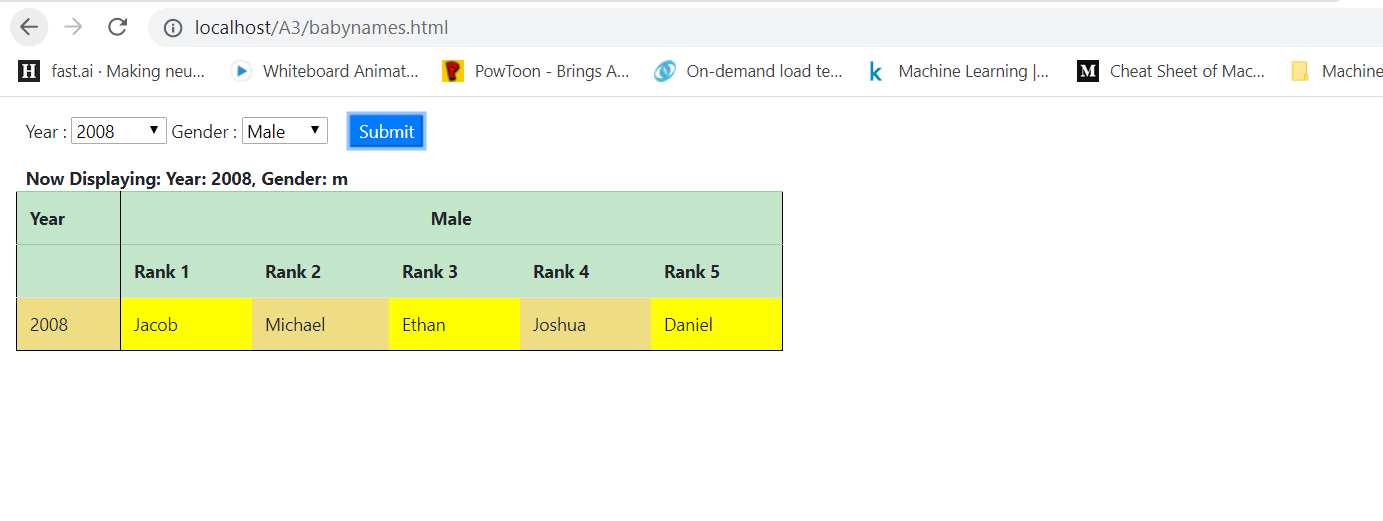 localhost/A3/babynames.html
H fast.ai · Making neu... Whiteboard Animat... P PowToon - Brings A... On-demand load te... k Machine Learning |... M Cheat Sheet of Mac... Machine
Year : 2008 Gender : Male Submit
Now Displaying: Year: 2008, Gender: m
Year Male
Rank 1 Rank 2 Rank 3 Rank 4 Rank 5
2008 Jacob Michael Ethan Joshua Daniel